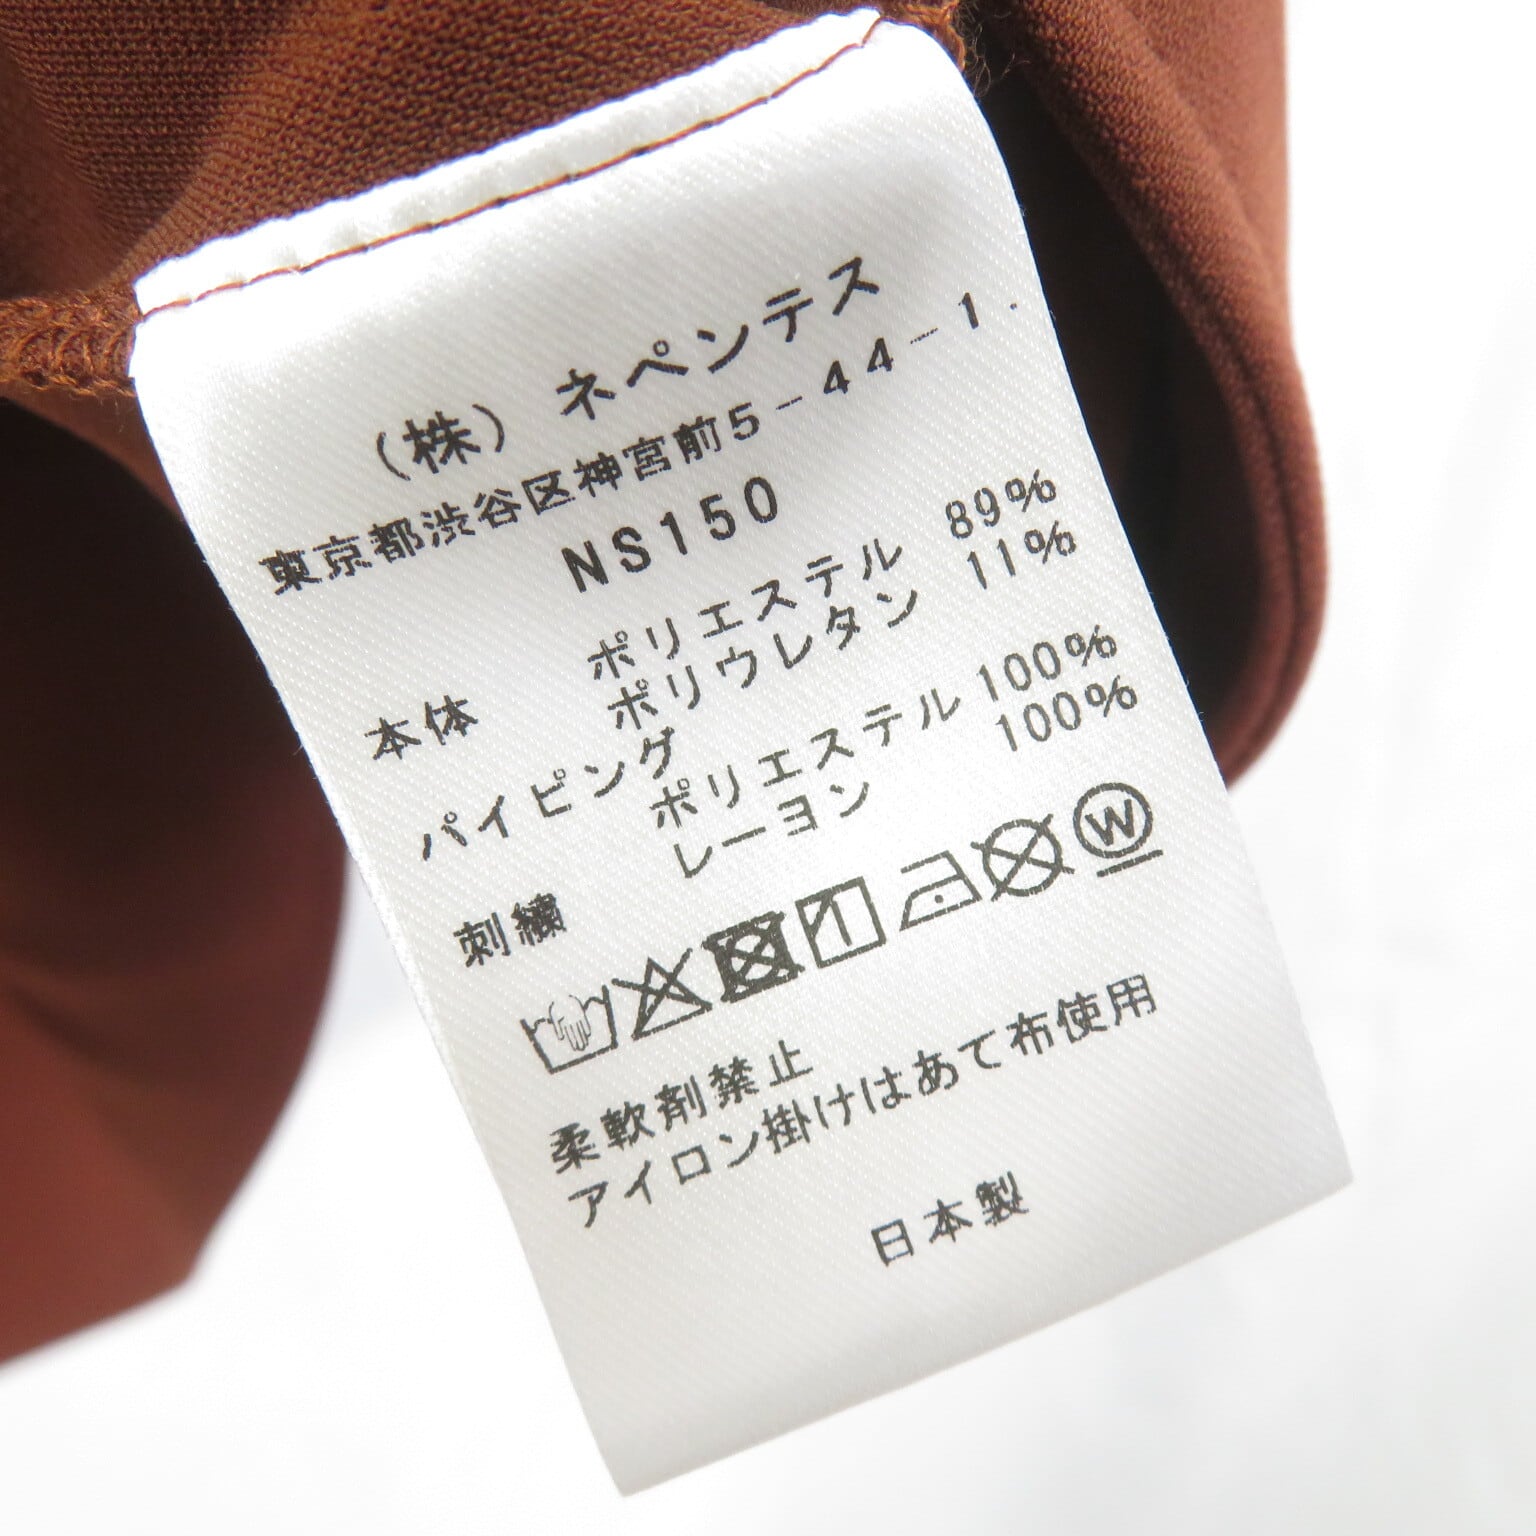 (株) ネペンテス
東京都渋谷区神宮前5-44-1.
NS150
本体 ポリエステル 89%
ポリウレタン 11%
パイピング
ポリエステル 100%
刺繍 レーヨン 100%
W
柔軟剤禁止
アイロン掛けはあて布使用
日本製